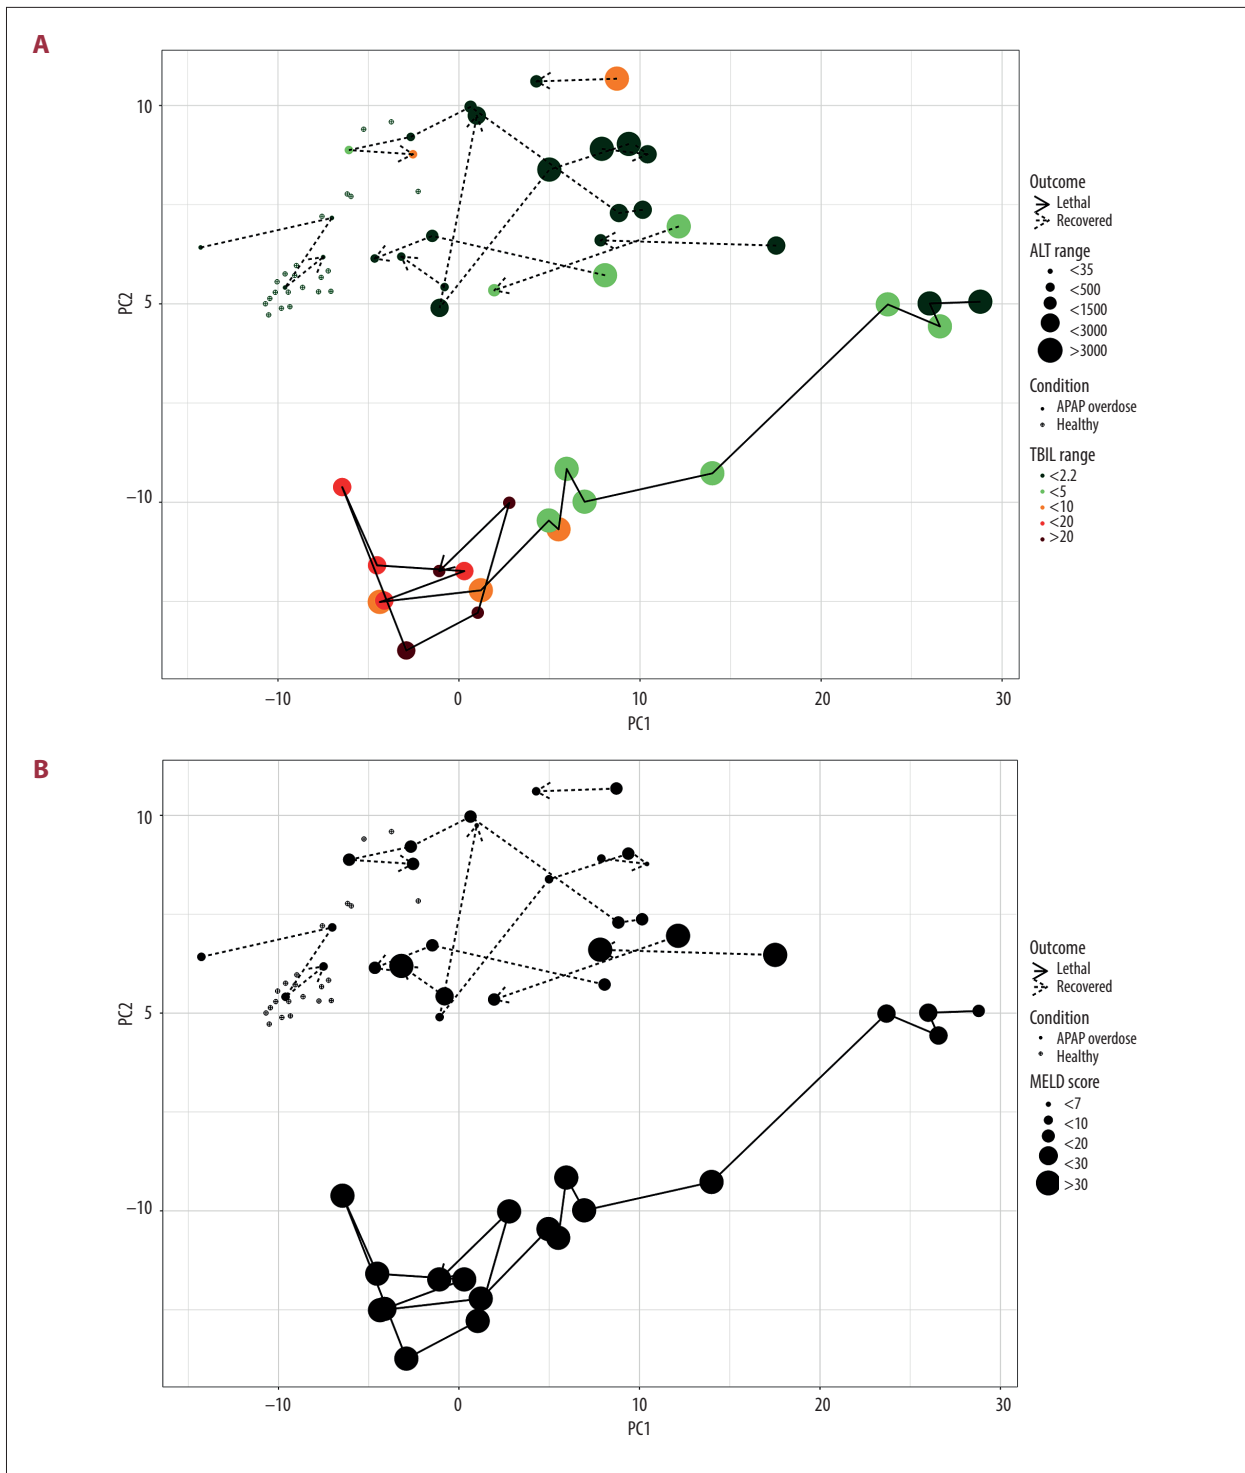 A
10
5
−10
PC2
−10
0
10
20
30
PC1
Outcome
Lethal
Recovered
ALT range
<35
<500
<1500
<3000
>3000
Condition
APAP overdose
Healthy
TBIL range
<2.2
<5
<10
<20
>20
B
10
5
−10
PC2
−10
0
10
20
30
PC1
Outcome
Lethal
Recovered
Condition
APAP overdose
Healthy
MELD score
<7
<10
<20
<30
>30